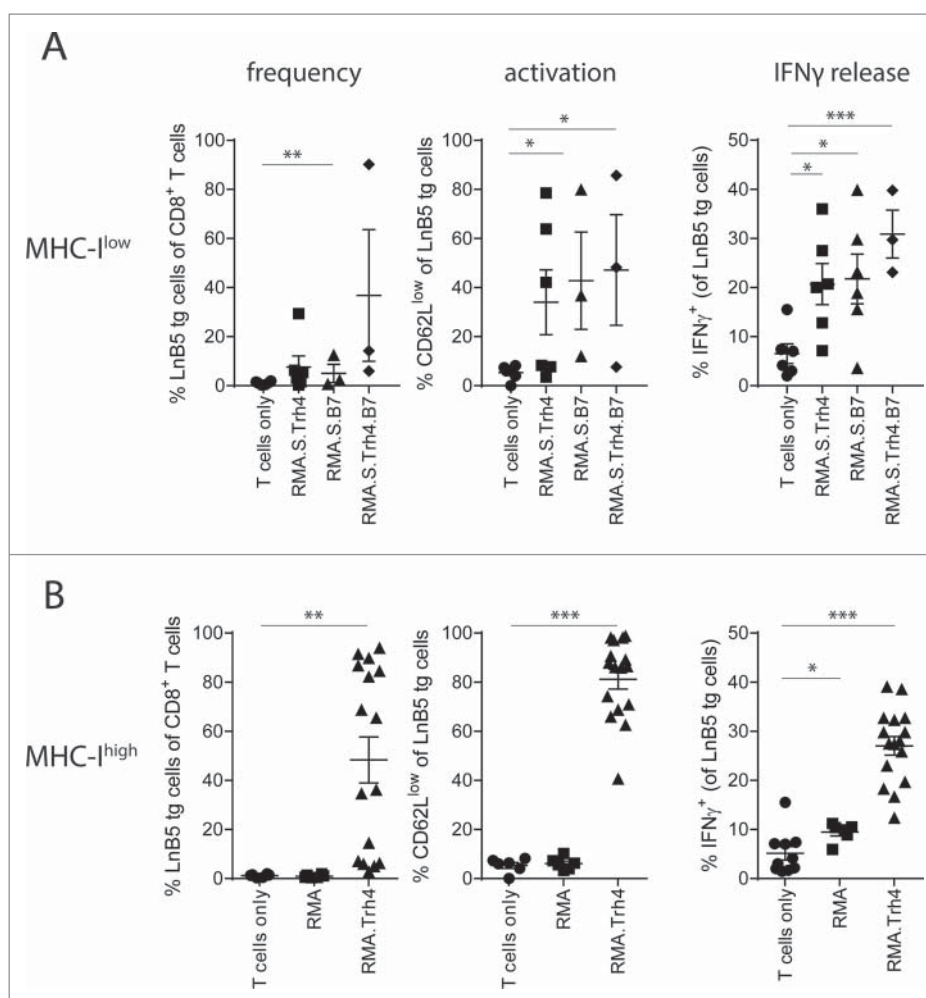 A
frequency
activation
IFNγ release
MHC-I^low
% LnB5 tg cells of CD8⁺ T cells
100
80
60
40
20
0
T cells only
RMA.S.Trh4
RMA.S.B7
RMA.S.Trh4.B7
**
% CD62L^low of LnB5 tg cells
100
80
60
40
20
0
T cells only
RMA.S.Trh4
RMA.S.B7
RMA.S.Trh4.B7
*
*
% IFNγ⁺ (of LnB5 tg cells)
50
40
30
20
10
0
T cells only
RMA.S.Trh4
RMA.S.B7
RMA.S.Trh4.B7
***
*
*
B
MHC-I^high
% LnB5 tg cells of CD8⁺ T cells
100
80
60
40
20
0
T cells only
RMA
RMA.Trh4
**
% CD62L^low of LnB5 tg cells
100
80
60
40
20
0
T cells only
RMA
RMA.Trh4
***
% IFNγ⁺ (of LnB5 tg cells)
50
40
30
20
10
0
T cells only
RMA
RMA.Trh4
***
*